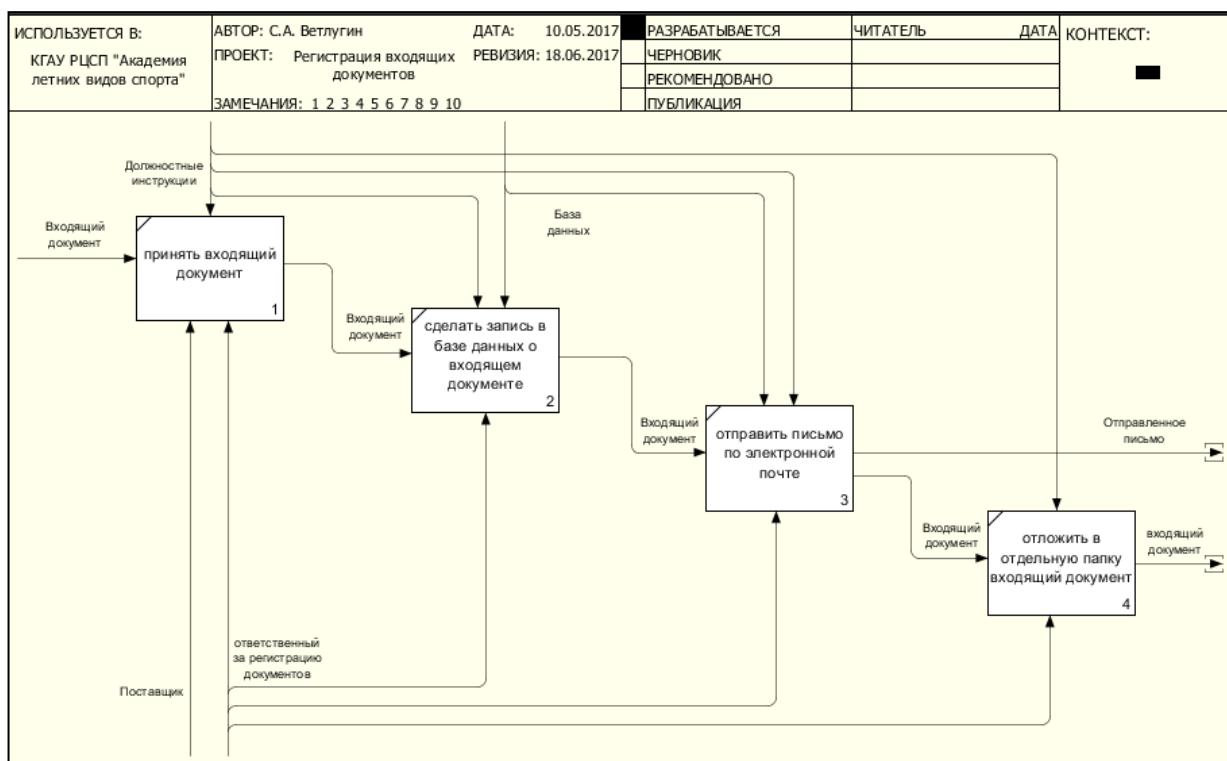 ИСПОЛЬЗУЕТСЯ В:
КГАУ РЦСП "Академия
летних видов спорта"
АВТОР: С.А. Ветлугин
ДАТА: 10.05.2017
ПРОЕКТ: Регистрация входящих
документов
РЕВИЗИЯ: 18.06.2017
ЗАМЕЧАНИЯ: 1 2 3 4 5 6 7 8 9 10
РАЗРАБАТЫВАЕТСЯ
ЧЕРНОВИК
РЕКОМЕНДОВАНО
ПУБЛИКАЦИЯ
ЧИТАТЕЛЬ
ДАТА
КОНТЕКСТ:
Должностные
инструкции
База
данных
Входящий
документ
принять входящий
документ
1
Входящий
документ
сделать запись в
базе данных о
входящем
документе
2
Входящий
документ
отправить письмо
по электронной
почте
3
Отправленное
письмо
Входящий
документ
отложить в
отдельную папку
входящий документ
4
входящий
документ
ответственный
за регистрацию
документов
Поставщик